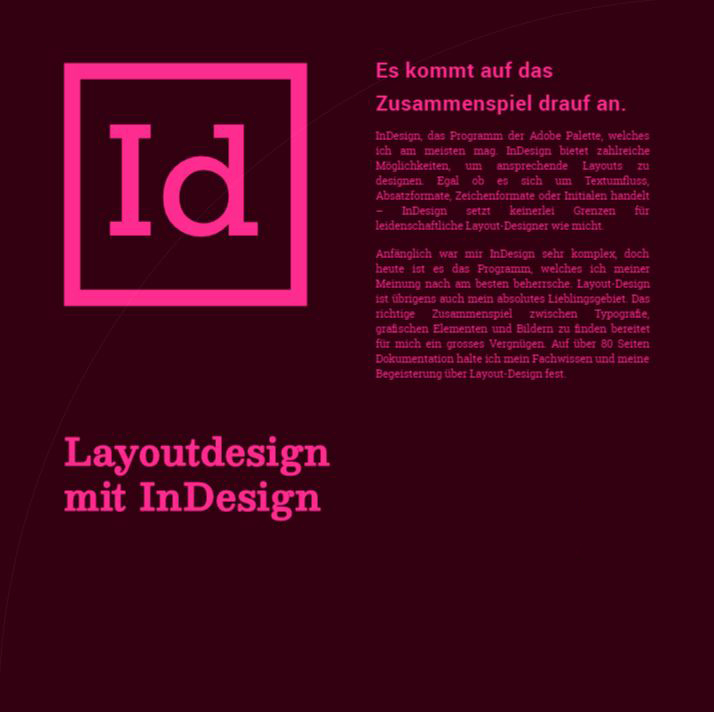 Id
Es kommt auf das
Zusammenspiel drauf an.
InDesign, das Programm der Adobe Palette, welches
ich am meisten mag. InDesign bietet zahlreiche
Möglichkeiten, um ansprechende Layouts zu
designen. Egal ob es sich um Textumfluss,
Absatzformate, Zeichenformate oder Initialen handelt
– InDesign setzt keinerlei Grenzen für
leidenschaftliche Layout-Designer wie micht.
Anfänglich war mir InDesign sehr komplex, doch
heute ist es das Programm, welches ich meiner
Meinung nach am besten beherrsche. Layout-Design
ist übrigens auch mein absolutes Lieblingsgebiet. Das
richtige Zusammenspiel zwischen Typografie,
grafischen Elementen und Bildern zu finden bereitet
für mich ein grosses Vergnügen. Auf über 80 Seiten
Dokumentation halte ich mein Fachwissen und meine
Begeisterung über Layout-Design fest.
Layoutdesign
mit InDesign